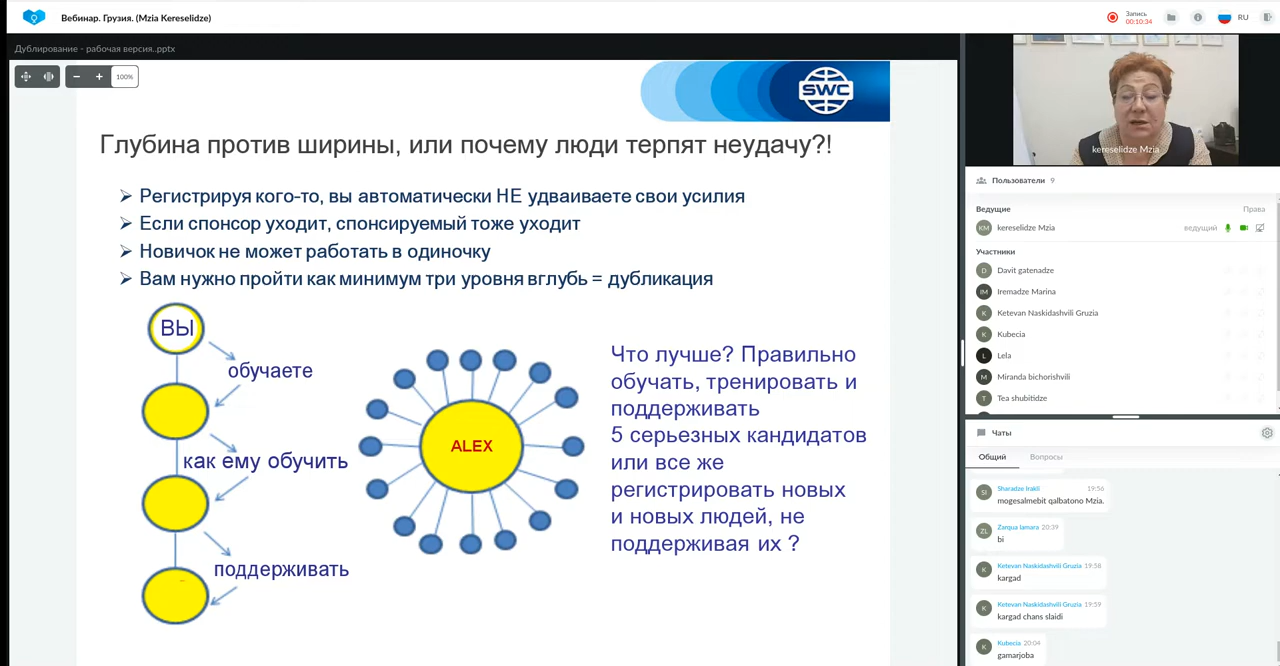 Вебинар. Грузия. (Mzia Kereselidze)
Запись
00:10:34
RU
Дублирование - рабочая версия..pptx
100%
SWC
Глубина против ширины, или почему люди терпят неудачу?!
Регистрируя кого-то, вы автоматически НЕ удваиваете свои усилия
Если спонсор уходит, спонсируемый тоже уходит
Новичок не может работать в одиночку
Вам нужно пройти как минимум три уровня вглубь = дубликация
ВЫ
обучаете
как ему обучить
поддерживать
ALEX
Что лучше? Правильно
обучать, тренировать и
поддерживать
5 серьезных кандидатов
или все же
регистрировать новых
и новых людей, не
поддерживая их ?
kereselidze Mzia
Пользователи 9
Ведущие Права
KM kereselidze Mzia ведущий
Участники
D Davit gatenadze
IM Iremadze Marina
K Ketevan Naskidashvili Gruzia
K Kubecia
L Lela
M Miranda bichorishvili
T Tea shubitidze
Чаты
Общий Вопросы
SI Sharadze Irakli 19:56
mogesalmebit qalbatono Mzia.
ZL Zarqua lamara 20:39
bi
K Ketevan Naskidashvili Gruzia 19:58
kargad
K Ketevan Naskidashvili Gruzia 19:59
kargad chans slaidi
K Kubecia 20:04
gamarjoba